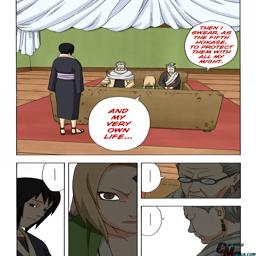 THEN I
SWEAR, AS
THE FIFTH
HOKAGE,
TO PROTECT
THEM WITH
ALL MY
MIGHT.
AND
MY
VERY
OWN
LIFE...